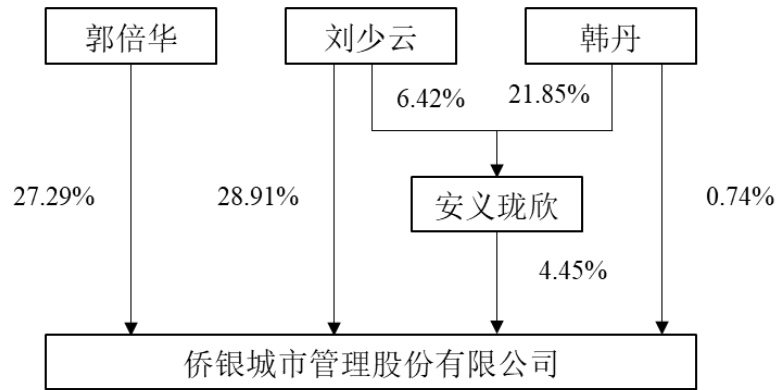 郭倍华
刘少云
韩丹
6.42%
21.85%
27.29%
28.91%
安义珑欣
0.74%
4.45%
侨银城市管理股份有限公司